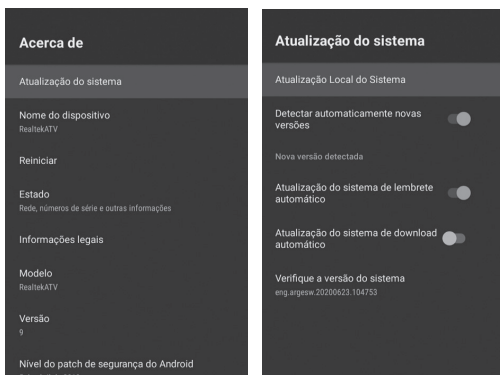 Acerca de
Atualização do sistema
Nome do dispositivo
RealtekATV
Reiniciar
Estado
Rede, números de série e outras informações
Informações legais
Modelo
RealtekATV
Versão
9
Nível do patch de segurança do Android
Atualização do sistema
Atualização Local do Sistema
Detectar automaticamente novas
versões
Nova versão detectada
Atualização do sistema de lembrete
automático
Atualização do sistema de download
automático
Verifique a versão do sistema
eng.argesw.20200623.104753